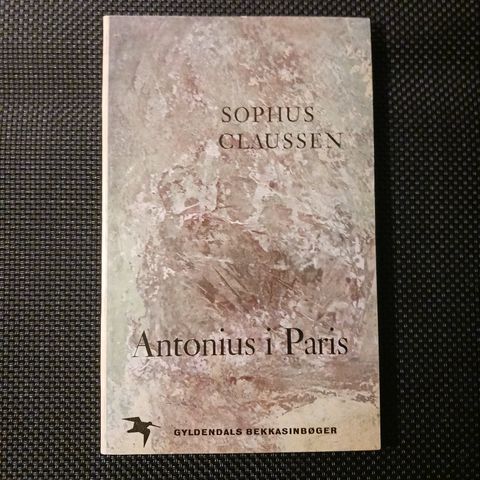 SOPHUS
CLAUSSEN
Antonius i Paris
GYLDENDALS BEKKASINBØGER